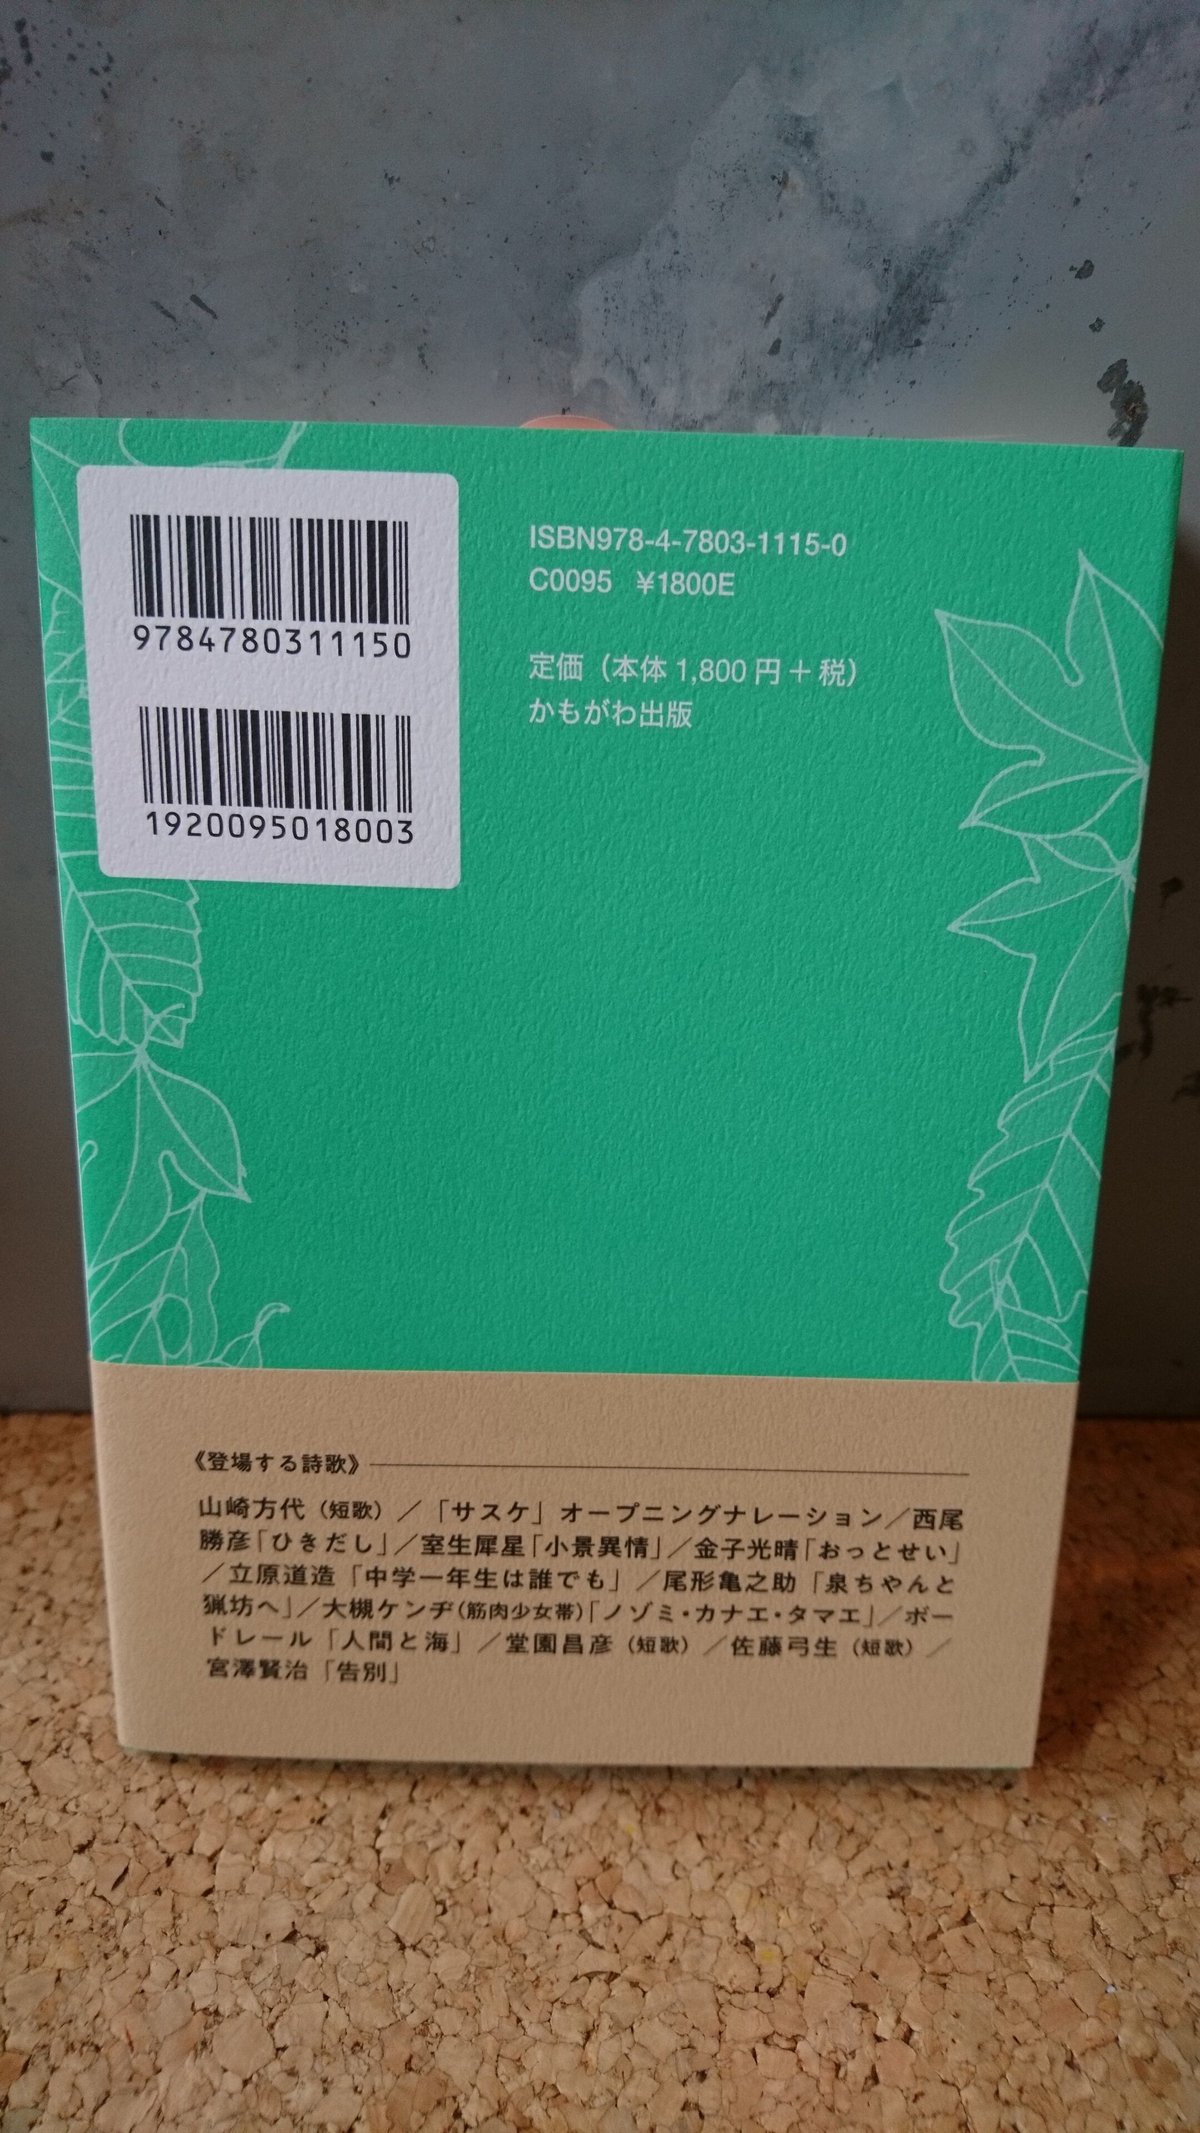 9784780311150
1920095018003
ISBN978-4-7803-1115-0
C0095 ¥1800E
定価（本体1,800円＋税）
かもがわ出版
《登場する詩歌》
山崎方代（短歌）／「サスケ」オープニングナレーション／西尾
勝彦「ひきだし」／室生犀星「小景異情」／金子光晴「おっとせい」
／立原道造「中学一年生は誰でも」／尾形亀之助「泉ちゃんと
猟坊へ」／大槻ケンヂ（筋肉少女帯）「ノゾミ・カナエ・タマエ」／ボー
ドレール「人間と海」／堂園昌彦（短歌）／佐藤弓生（短歌）／
宮澤賢治「告別」